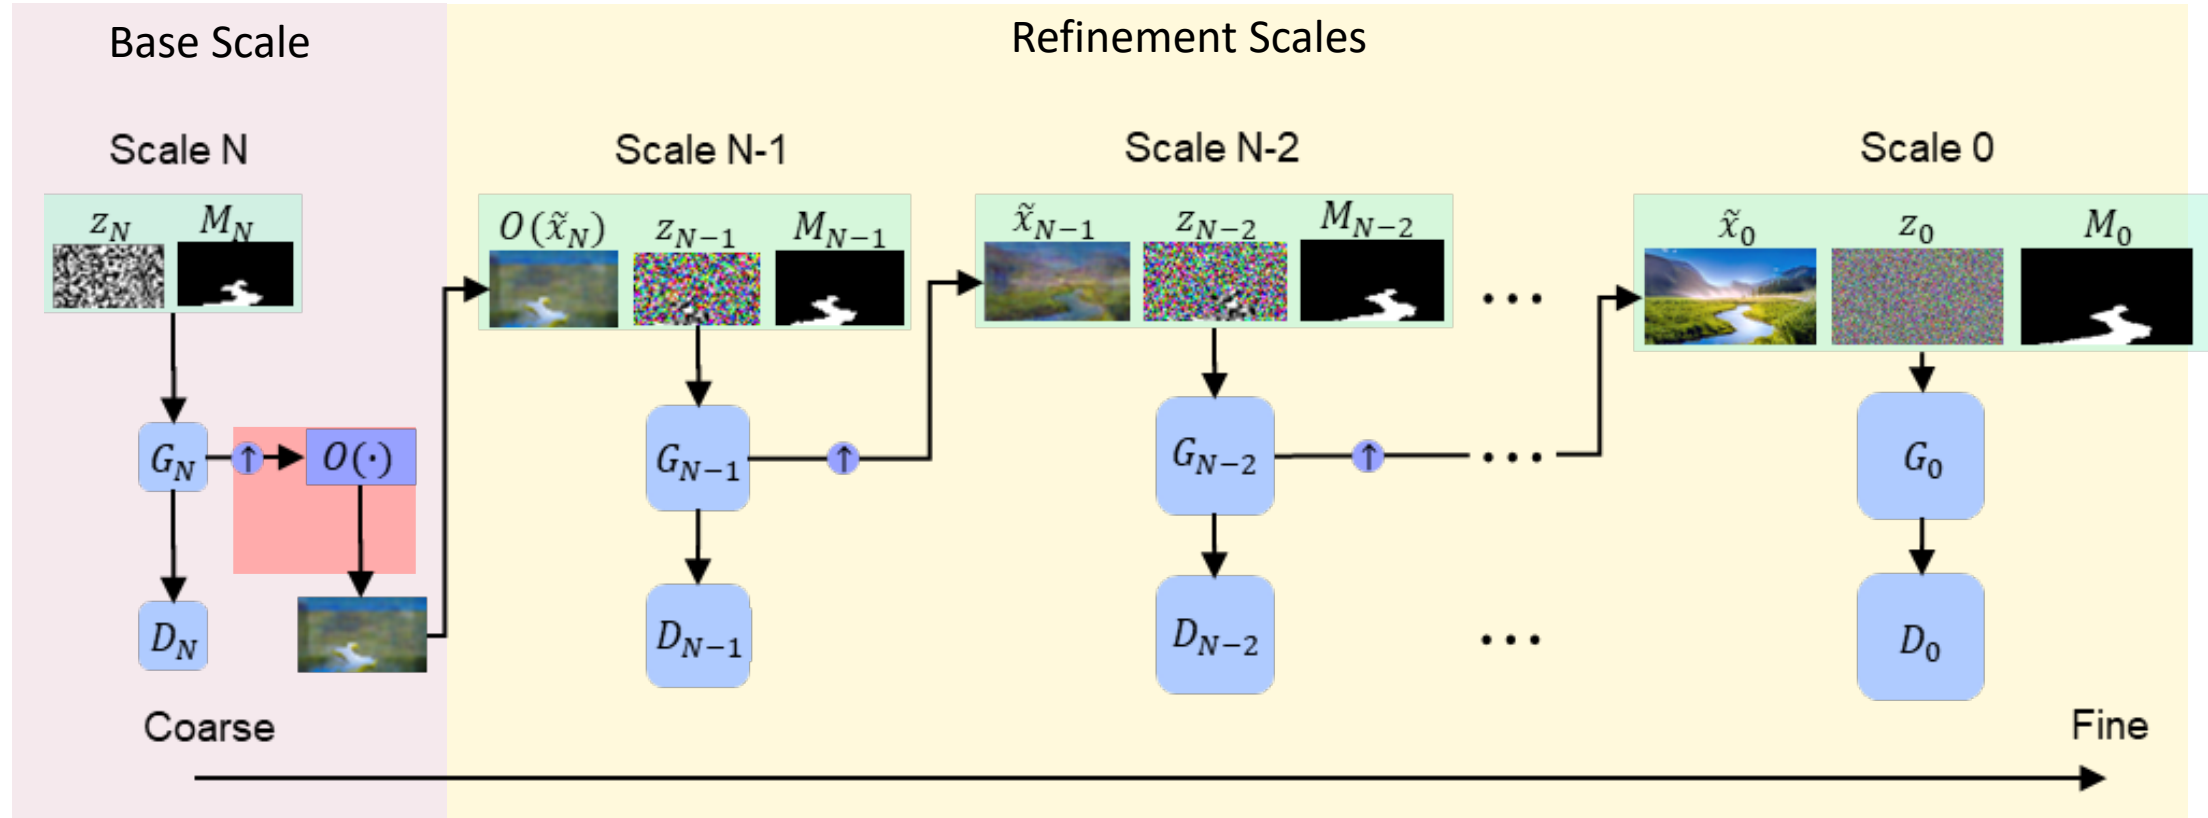 Base Scale
Refinement Scales
Scale N
Scale N-1
Scale N-2
Scale 0
z_N M_N
O(x̃_N) z_{N−1} M_{N−1}
x̃_{N−1} z_{N−2} M_{N−2}
...
x̃_0 z_0 M_0
G_N ↑ O(·)
G_{N−1} ↑
G_{N−2} ↑ ...
G_0
D_N
D_{N−1}
D_{N−2}
...
D_0
Coarse
Fine